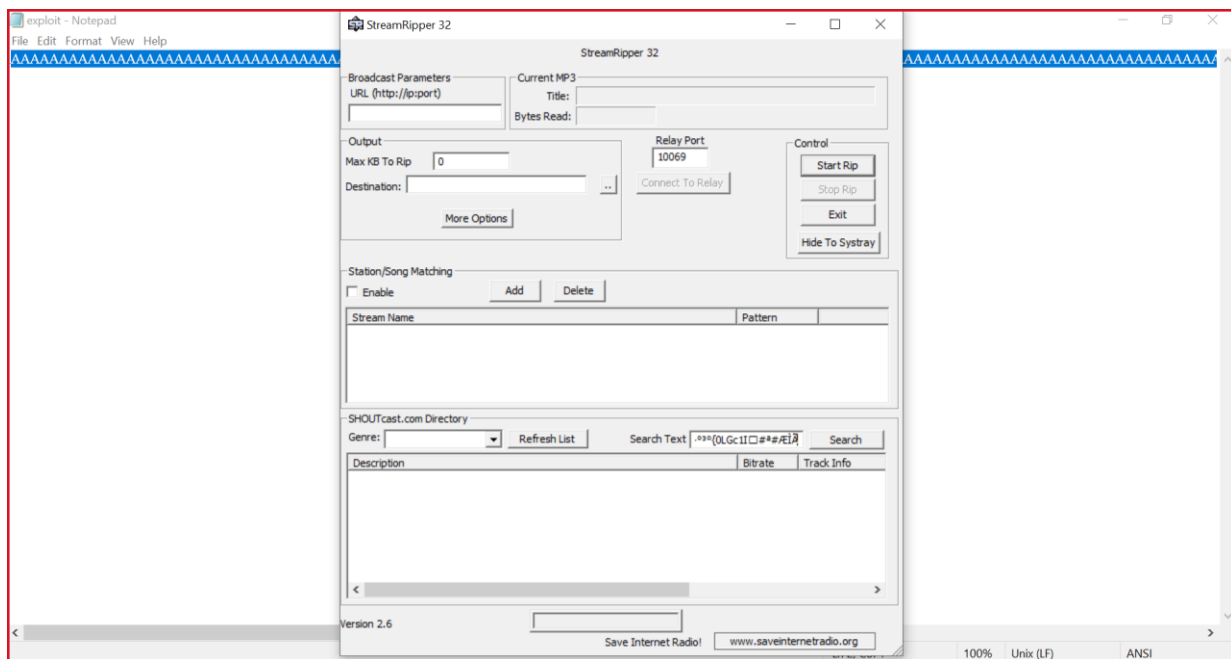 exploit - Notepad
File Edit Format View Help
StreamRipper 32
StreamRipper 32
Broadcast Parameters
URL (http://ip:port)
Current MP3
Title:
Bytes Read:
Output
Max KB To Rip 0
Destination: ..
More Options
Relay Port
10069
Connect To Relay
Control
Start Rip
Stop Rip
Exit
Hide To Systray
Station/Song Matching
Enable Add Delete
Stream Name Pattern
SHOUTcast.com Directory
Genre: Refresh List Search Text Search
Description Bitrate Track Info
Version 2.6
Save Internet Radio! www.saveinternetradio.org
100% Unix (LF) ANSI